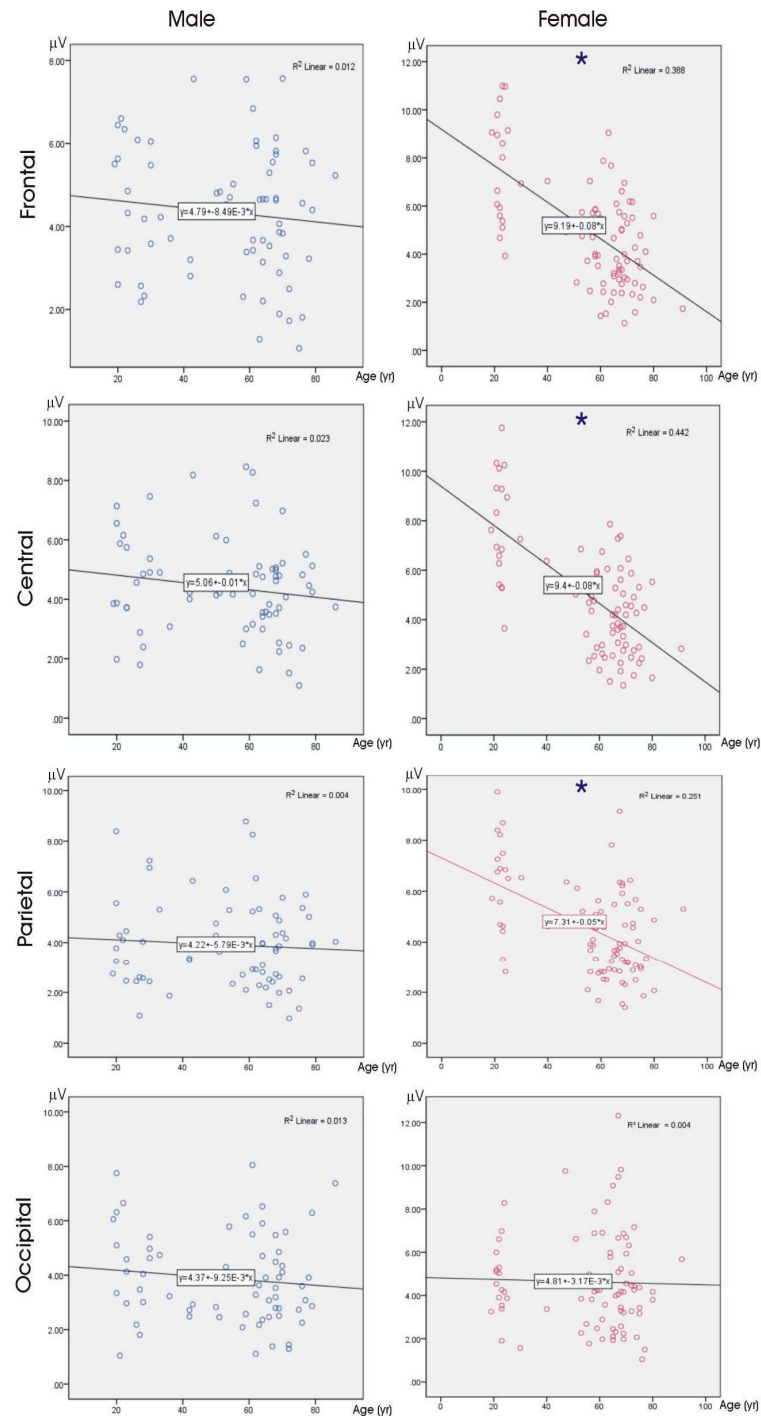 Male Female
Frontal
μV
R² Linear = 0.012
8.00
6.00
4.00
2.00
y=4.79+-8.49E-3*x
20 40 60 80 Age (yr)
μV
*
R² Linear = 0.388
12.00
10.00
8.00
6.00
4.00
2.00
.00
y=9.19+-0.08*x
0 20 40 60 80 100 Age (yr)
Central
μV
R² Linear = 0.023
10.00
8.00
6.00
4.00
2.00
.00
y=5.06+-0.01*x
20 40 60 80 Age (yr)
μV
*
R² Linear = 0.442
12.00
10.00
8.00
6.00
4.00
2.00
.00
y=9.4+-0.08*x
0 20 40 60 80 100 Age (yr)
Parietal
μV
R² Linear = 0.004
10.00
8.00
6.00
4.00
2.00
.00
y=4.22+-5.79E-3*x
20 40 60 80 Age (yr)
μV
*
R² Linear = 0.251
10.00
8.00
6.00
4.00
2.00
.00
y=7.31+-0.05*x
0 20 40 60 80 100 Age (yr)
Occipital
μV
R² Linear = 0.013
10.00
8.00
6.00
4.00
2.00
.00
y=4.37+-9.25E-3*x
20 40 60 80 Age (yr)
μV
R² Linear = 0.004
12.00
10.00
8.00
6.00
4.00
2.00
.00
y=4.81+-3.17E-3*x
0 20 40 60 80 100 Age (yr)